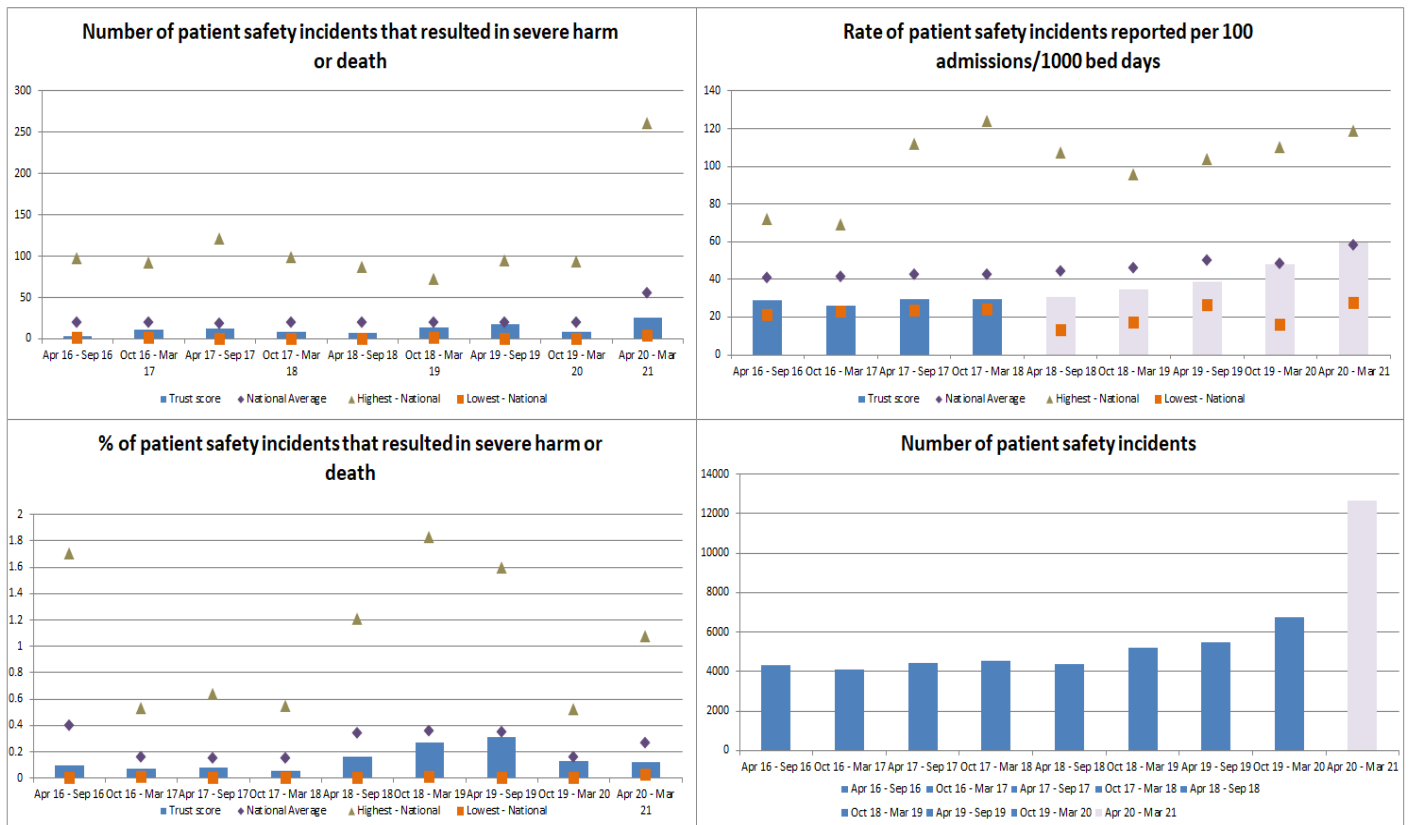 Number of patient safety incidents that resulted in severe harm
or death
300
250
200
150
100
50
0
Apr 16 - Sep 16 Oct 16 - Mar Apr 17 - Sep 17 Oct 17 - Mar Apr 18 - Sep 18 Oct 18 - Mar Apr 19 - Sep 19 Oct 19 - Mar Apr 20 - Mar
17 18 19 20 21
Trust score National Average Highest - National Lowest - National
Rate of patient safety incidents reported per 100
admissions/1000 bed days
140
120
100
80
60
40
20
0
Apr 16 - Sep 16 Oct 16 - Mar 17 Apr 17 - Sep 17 Oct 17 - Mar 18 Apr 18 - Sep 18 Oct 18 - Mar 19 Apr 19 - Sep 19 Oct 19 - Mar 20 Apr 20 - Mar 21
Trust score National Average Highest - National Lowest - National
% of patient safety incidents that resulted in severe harm or
death
2
1.8
1.6
1.4
1.2
1
0.8
0.6
0.4
0.2
0
Apr 16 - Sep 16 Oct 16 - Mar 17 Apr 17 - Sep 17 Oct 17 - Mar 18 Apr 18 - Sep 18 Oct 18 - Mar 19 Apr 19 - Sep 19 Oct 19 - Mar 20 Apr 20 - Mar
21
Trust score National Average Highest - National Lowest - National
Number of patient safety incidents
14000
12000
10000
8000
6000
4000
2000
0
Apr 16 - Sep 16 Oct 16 - Mar 17 Apr 17 - Sep 17 Oct 17 - Mar 18 Apr 18 - Sep 18 Oct 18 - Mar 19 Apr 19 - Sep 19 Oct 19 - Mar 20 Apr 20 - Mar 21
Apr 16 - Sep 16 Oct 16 - Mar 17 Apr 17 - Sep 17 Oct 17 - Mar 18 Apr 18 - Sep 18
Oct 18 - Mar 19 Apr 19 - Sep 19 Oct 19 - Mar 20 Apr 20 - Mar 21